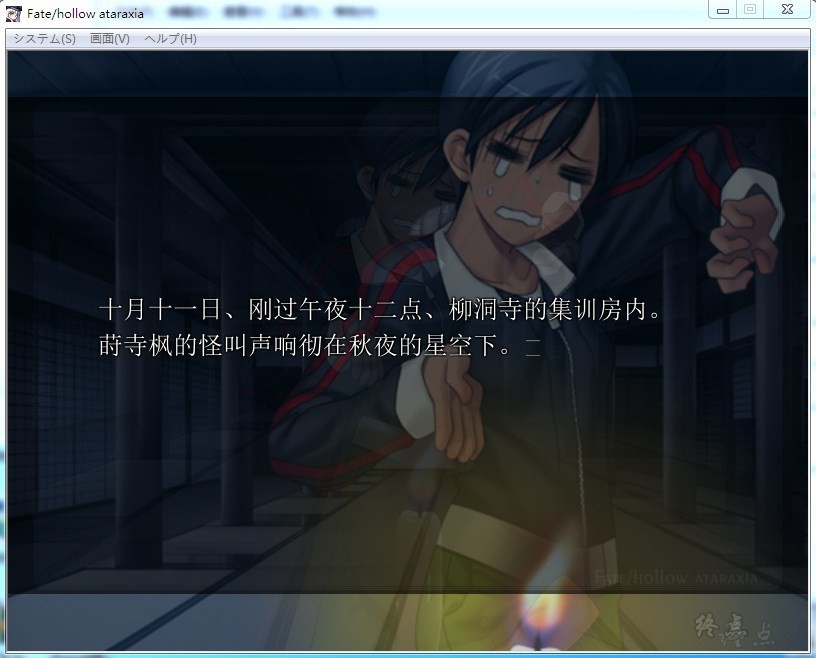 Fate/hollow ataraxia
システム(S) 画面(V) ヘルプ(H)
十月十一日、刚过午夜十二点、柳洞寺的集训房内。
莳寺枫的怪叫声响彻在秋夜的星空下。
Fate/hollow ataraxia